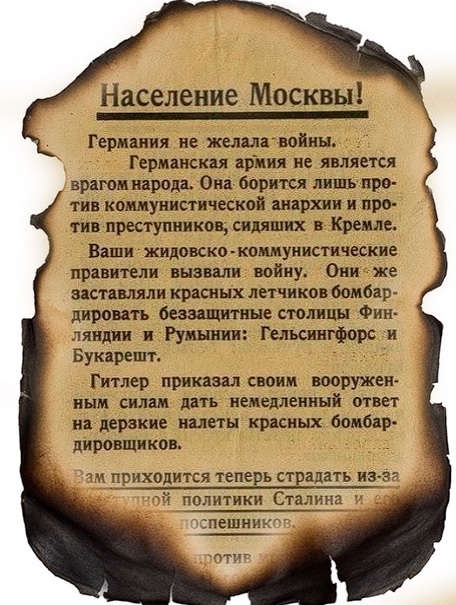 Население Москвы!
Германия не желала войны.
Германская армия не является
врагом народа. Она борится лишь про-
тив коммунистической анархии и про-
тив преступников, сидяших в Кремле.
Ваши жидовско-коммунистические
правители вызвали войну. Они же
заставляли красных летчиков бомбар-
дировать беззащитные столицы Фин-
ляндии и Румынии: Гельсингфорс и
Букарешт.
Гитлер приказал своим вооружен-
ным силам дать немедленный ответ
на дерзкие налеты красных бомбар-
дировщиков.
Вам приходится теперь страдать из-за
политики Сталина и
поспешников.
против